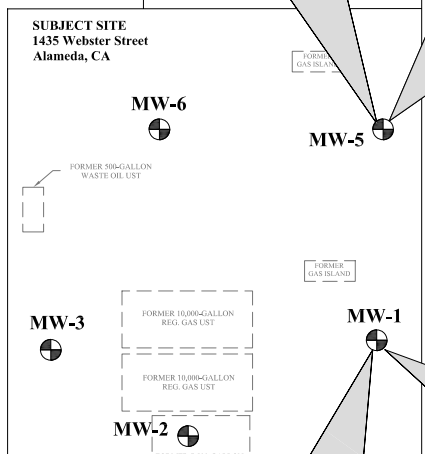 SUBJECT SITE
1435 Webster Street
Alameda, CA
FORMER
GAS ISLAND
MW-6
MW-5
FORMER 500-GALLON
WASTE OIL UST
FORMER
GAS ISLAND
MW-3
FORMER 10,000-GALLON
REG. GAS UST
MW-1
FORMER 10,000-GALLON
REG. GAS UST
MW-2